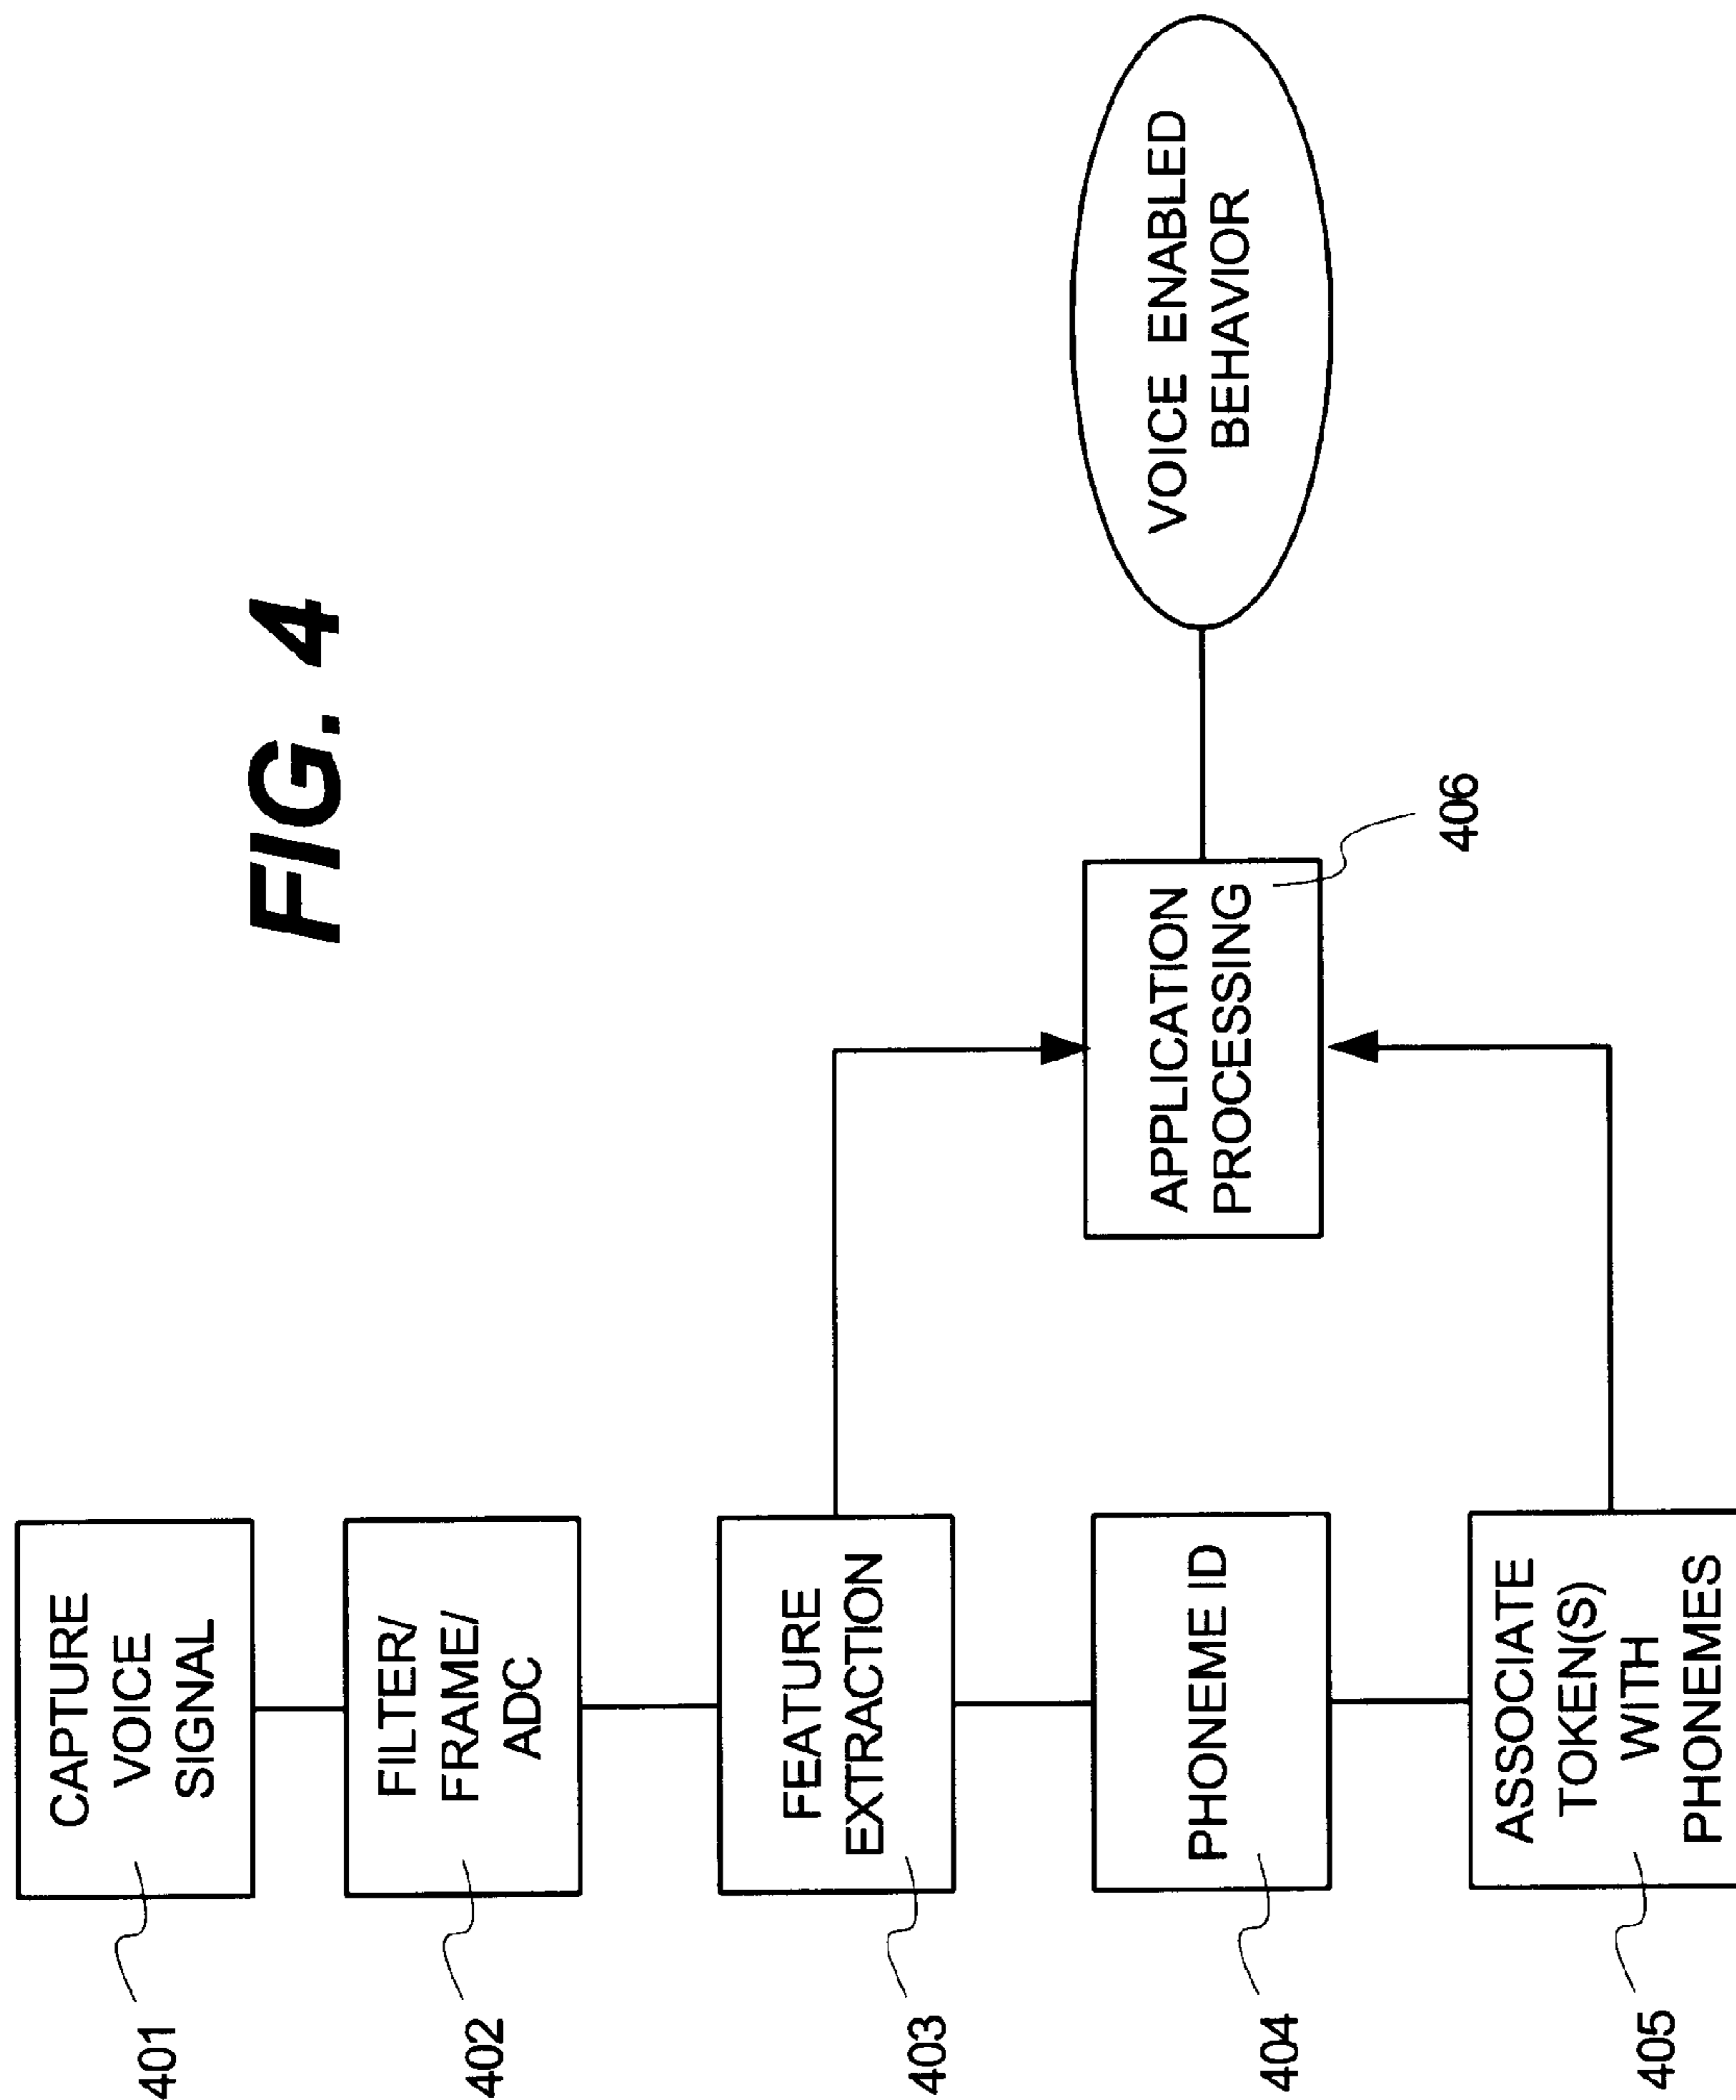 FIG. 4
CAPTURE
VOICE
SIGNAL
401
FILTER/
FRAME/
ADC
402
FEATURE
EXTRACTION
403
PHONEME ID
404
ASSOCIATE
TOKEN(S)
WITH
PHONEMES
405
APPLICATION
PROCESSING
406
VOICE ENABLED
BEHAVIOR